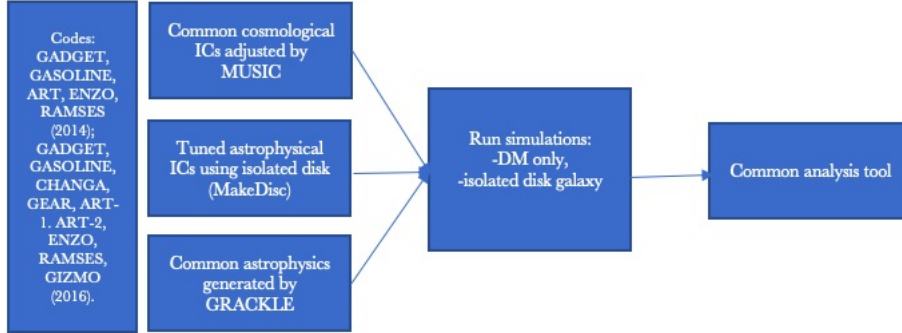 Codes:
GADGET,
GASOLINE,
ART, ENZO,
RAMSES
(2014);
GADGET,
GASOLINE,
CHANGA,
GEAR, ART-
1. ART-2,
ENZO,
RAMSES,
GIZMO
(2016).
Common cosmological
ICs adjusted by
MUSIC
Tuned astrophysical
ICs using isolated disk
(MakeDisc)
Common astrophysics
generated by
GRACKLE
Run simulations:
-DM only,
-isolated disk galaxy
Common analysis tool